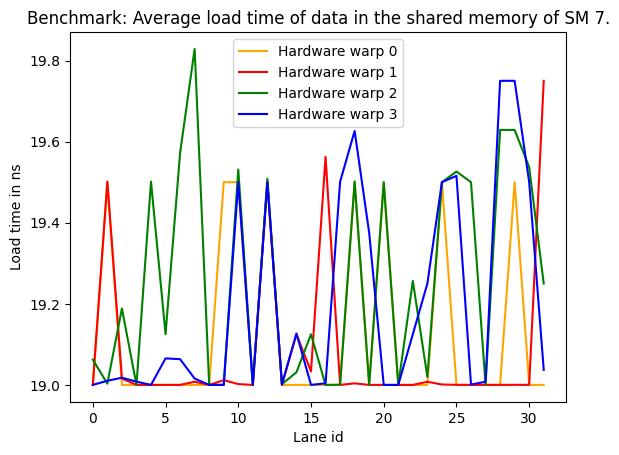 Benchmark: Average load time of data in the shared memory of SM 7.
Hardware warp 0
Hardware warp 1
Hardware warp 2
Hardware warp 3
19.8
19.6
19.4
19.2
19.0
Load time in ns
0 5 10 15 20 25 30
Lane id